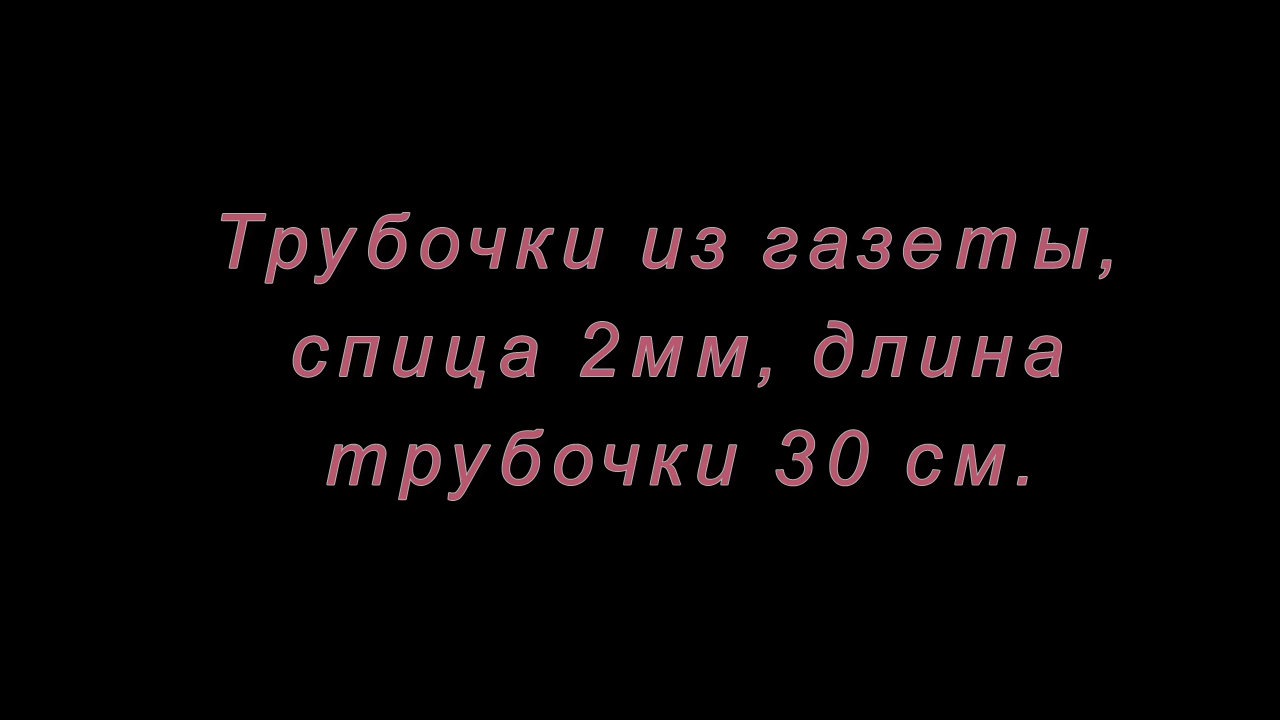 Трубочки из газеты,
спица 2мм, длина
трубочки 30 см.